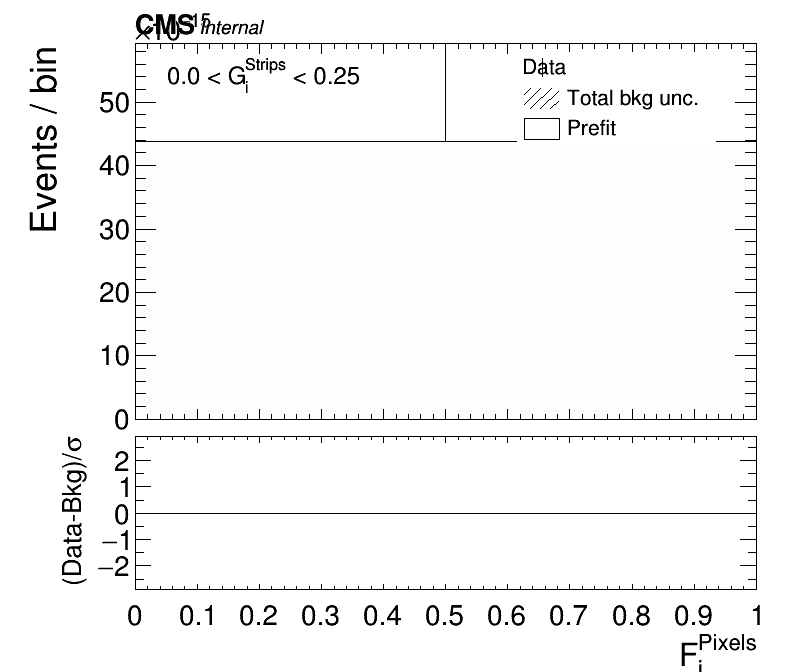 CMS Internal
×10^15
Events / bin
0.0 < G_i^Strips < 0.25
Data
Total bkg unc.
Prefit
50
40
30
20
10
0
(Data-Bkg)/σ
2
1
0
−1
−2
0 0.1 0.2 0.3 0.4 0.5 0.6 0.7 0.8 0.9 1
F_i^Pixels